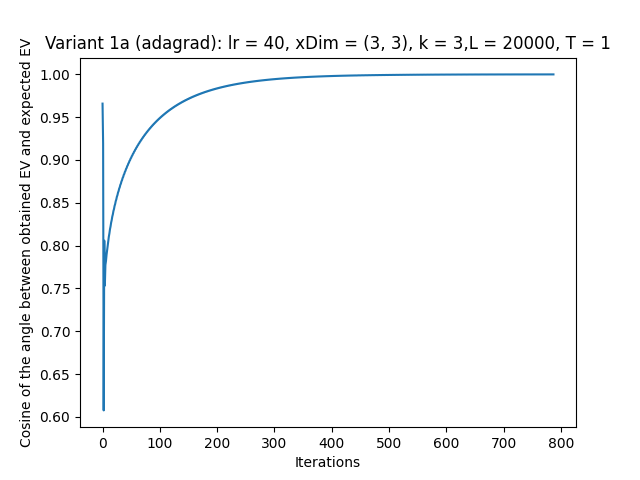 Variant 1a (adagrad): lr = 40, xDim = (3, 3), k = 3,L = 20000, T = 1
Cosine of the angle between obtained EV and expected EV
1.00
0.95
0.90
0.85
0.80
0.75
0.70
0.65
0.60
0 100 200 300 400 500 600 700 800
Iterations